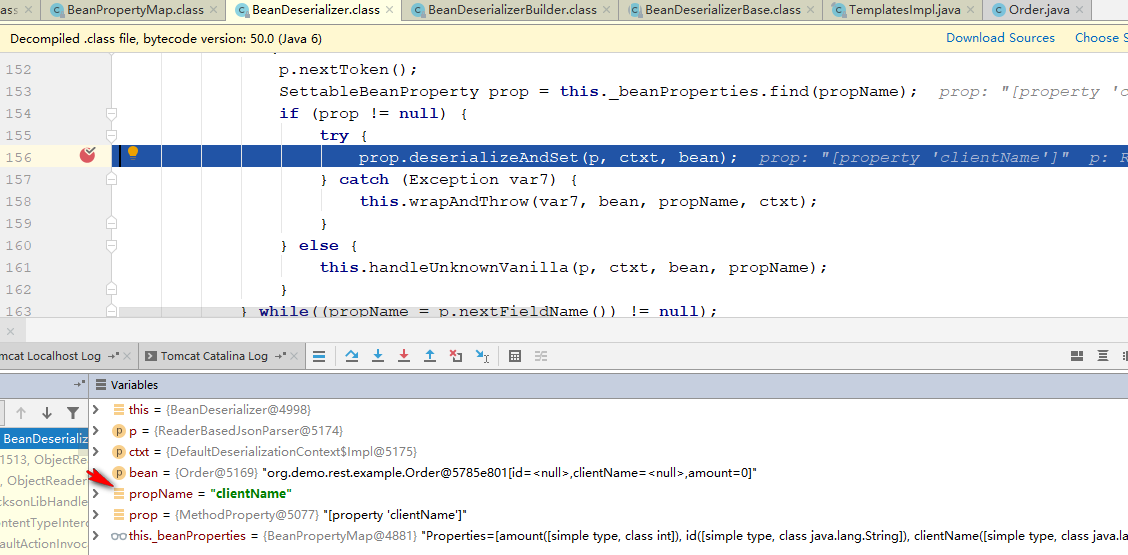 ass BeanPropertyMap.class BeanDeserializer.class BeanDeserializerBuilder.class BeanDeserializerBase.class TemplatesImpl.java Order.java
Decompiled .class file, bytecode version: 50.0 (Java 6) Download Sources Choose S
152 p.nextToken();
153 SettableBeanProperty prop = this._beanProperties.find(propName); prop: "[property 'c
154 if (prop != null) {
155 try {
156 prop.deserializeAndSet(p, ctxt, bean); prop: "[property 'clientName']" p: R
157 } catch (Exception var7) {
158 this.wrapAndThrow(var7, bean, propName, ctxt);
159 }
160 } else {
161 this.handleUnknownVanilla(p, ctxt, bean, propName);
162 }
163 } while((propName = p.nextFieldName()) != null);
mcat Localhost Log Tomcat Catalina Log
Variables
this = {BeanDeserializer@4998}
p = {ReaderBasedJsonParser@5174}
BeanDeserializ ctxt = {DefaultDeserializationContext$Impl@5175}
1513, ObjectRea bean = {Order@5169} "org.demo.rest.example.Order@5785e801[id=<null>,clientName=<null>,amount=0]"
, ObjectReader propName = "clientName"
cksonLibHandle prop = {MethodProperty@5077} "[property 'clientName']"
ontentTypeInterc this._beanProperties = {BeanPropertyMap@4881} "Properties=[amount([simple type, class int]), id([simple type, class java.lang.String]), clientName([simple type, class java.
aultActionInvoc